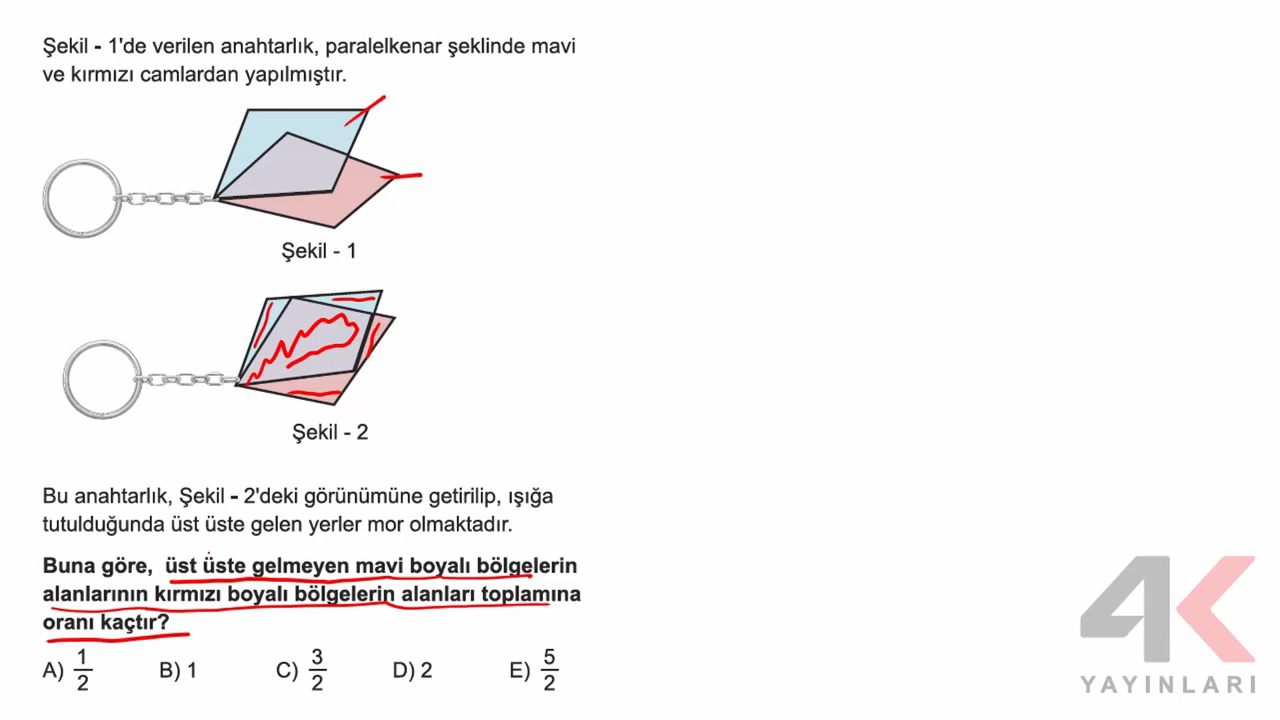 Şekil - 1'de verilen anahtarlık, paralelkenar şeklinde mavi
ve kırmızı camlardan yapılmıştır.
Şekil - 1
Şekil - 2
Bu anahtarlık, Şekil - 2'deki görünümüne getirilip, ışığa
tutulduğunda üst üste gelen yerler mor olmaktadır.
Buna göre, üst üste gelmeyen mavi boyalı bölgelerin
alanlarının kırmızı boyalı bölgelerin alanları toplamına
oranı kaçtır?
A) 1/2 B) 1 C) 3/2 D) 2 E) 5/2
4K
YAYINLARI